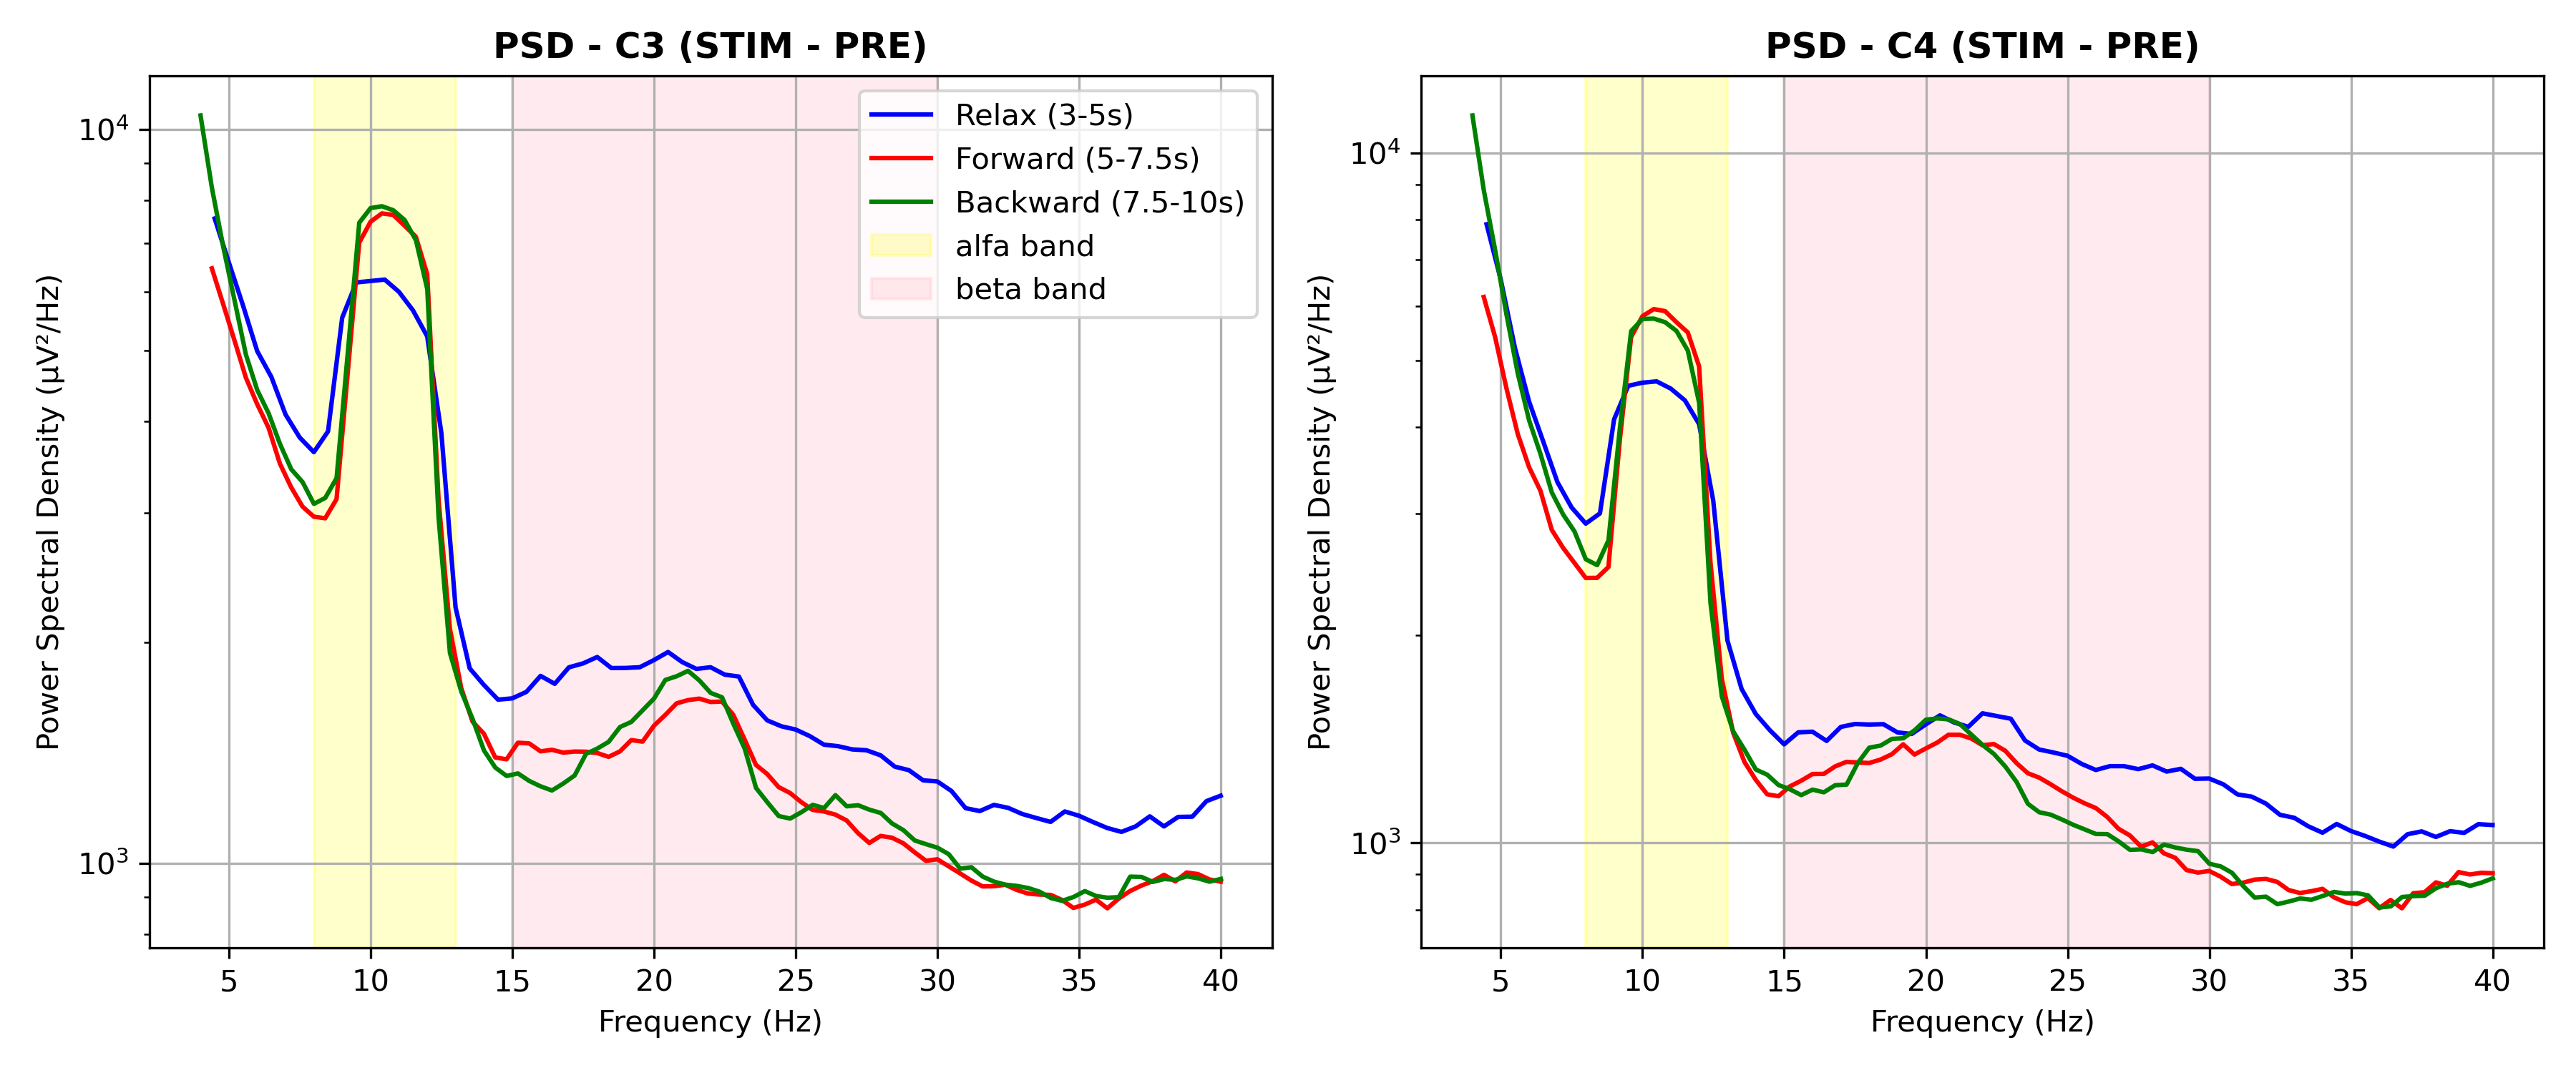 PSD - C3 (STIM - PRE)
Power Spectral Density (µV²/Hz)
10⁴
10³
5 10 15 20 25 30 35 40
Frequency (Hz)
Relax (3-5s)
Forward (5-7.5s)
Backward (7.5-10s)
alfa band
beta band
PSD - C4 (STIM - PRE)
Power Spectral Density (µV²/Hz)
10⁴
10³
5 10 15 20 25 30 35 40
Frequency (Hz)